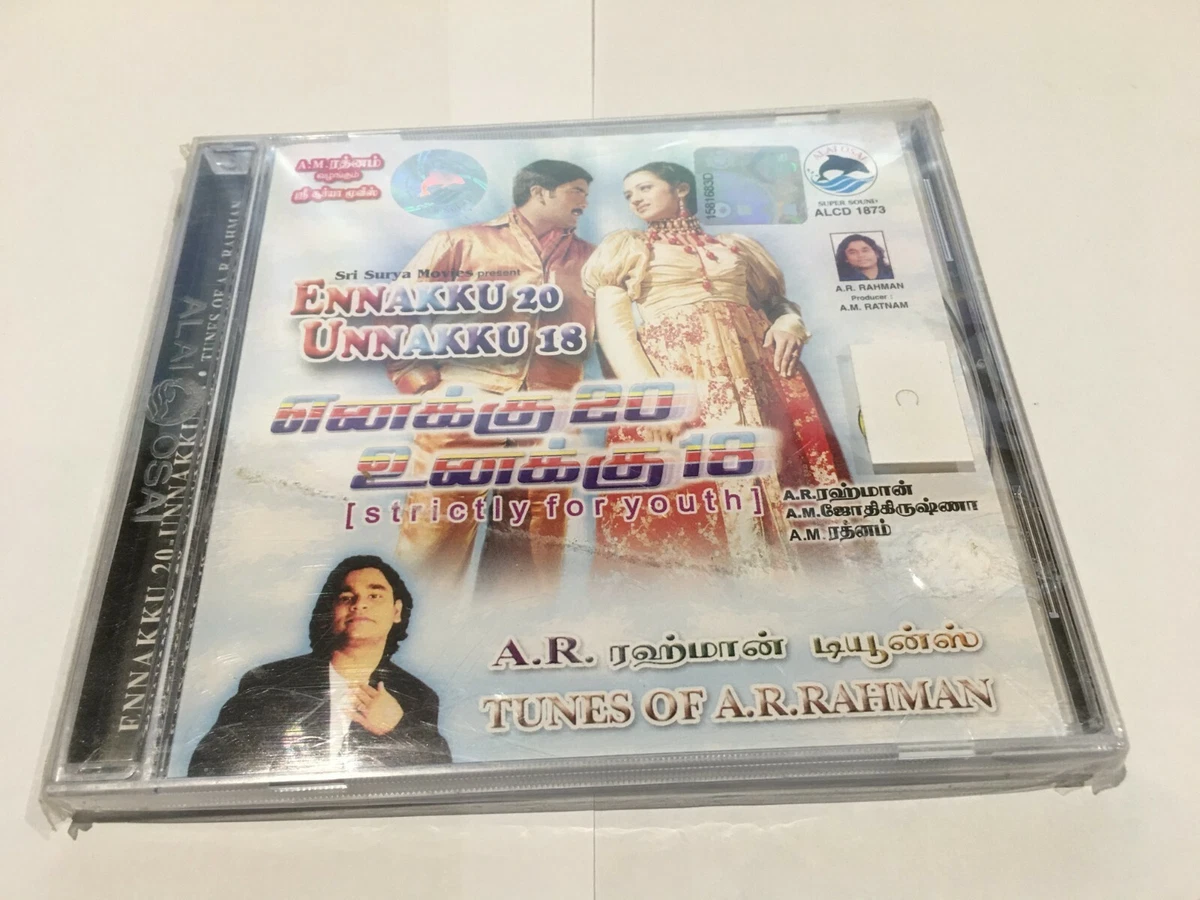 A.M.ரத்னம்
வழங்கும்
ஸ்ரீ சூர்யா மூவிஸ்
1581683D
ALAI OSAI
SUPER SOUND
ALCD 1873
A.R. RAHMAN
Producer :
A.M. RATNAM
Sri Surya Movies present
ENNAKKU 20
UNNAKKU 18
எனக்கு 20
உனக்கு 18
[strictly for youth]
A.R.ரஹ்மான்
A.M.ஜோதிகிருஷ்ணா
A.M.ரத்னம்
A.R. ரஹ்மான் டியூன்ஸ்
TUNES OF A.R.RAHMAN
ENNAKKU 20 UNNAKKU
• TUNES OF A.R.RAHMAN
ALAI OSAI